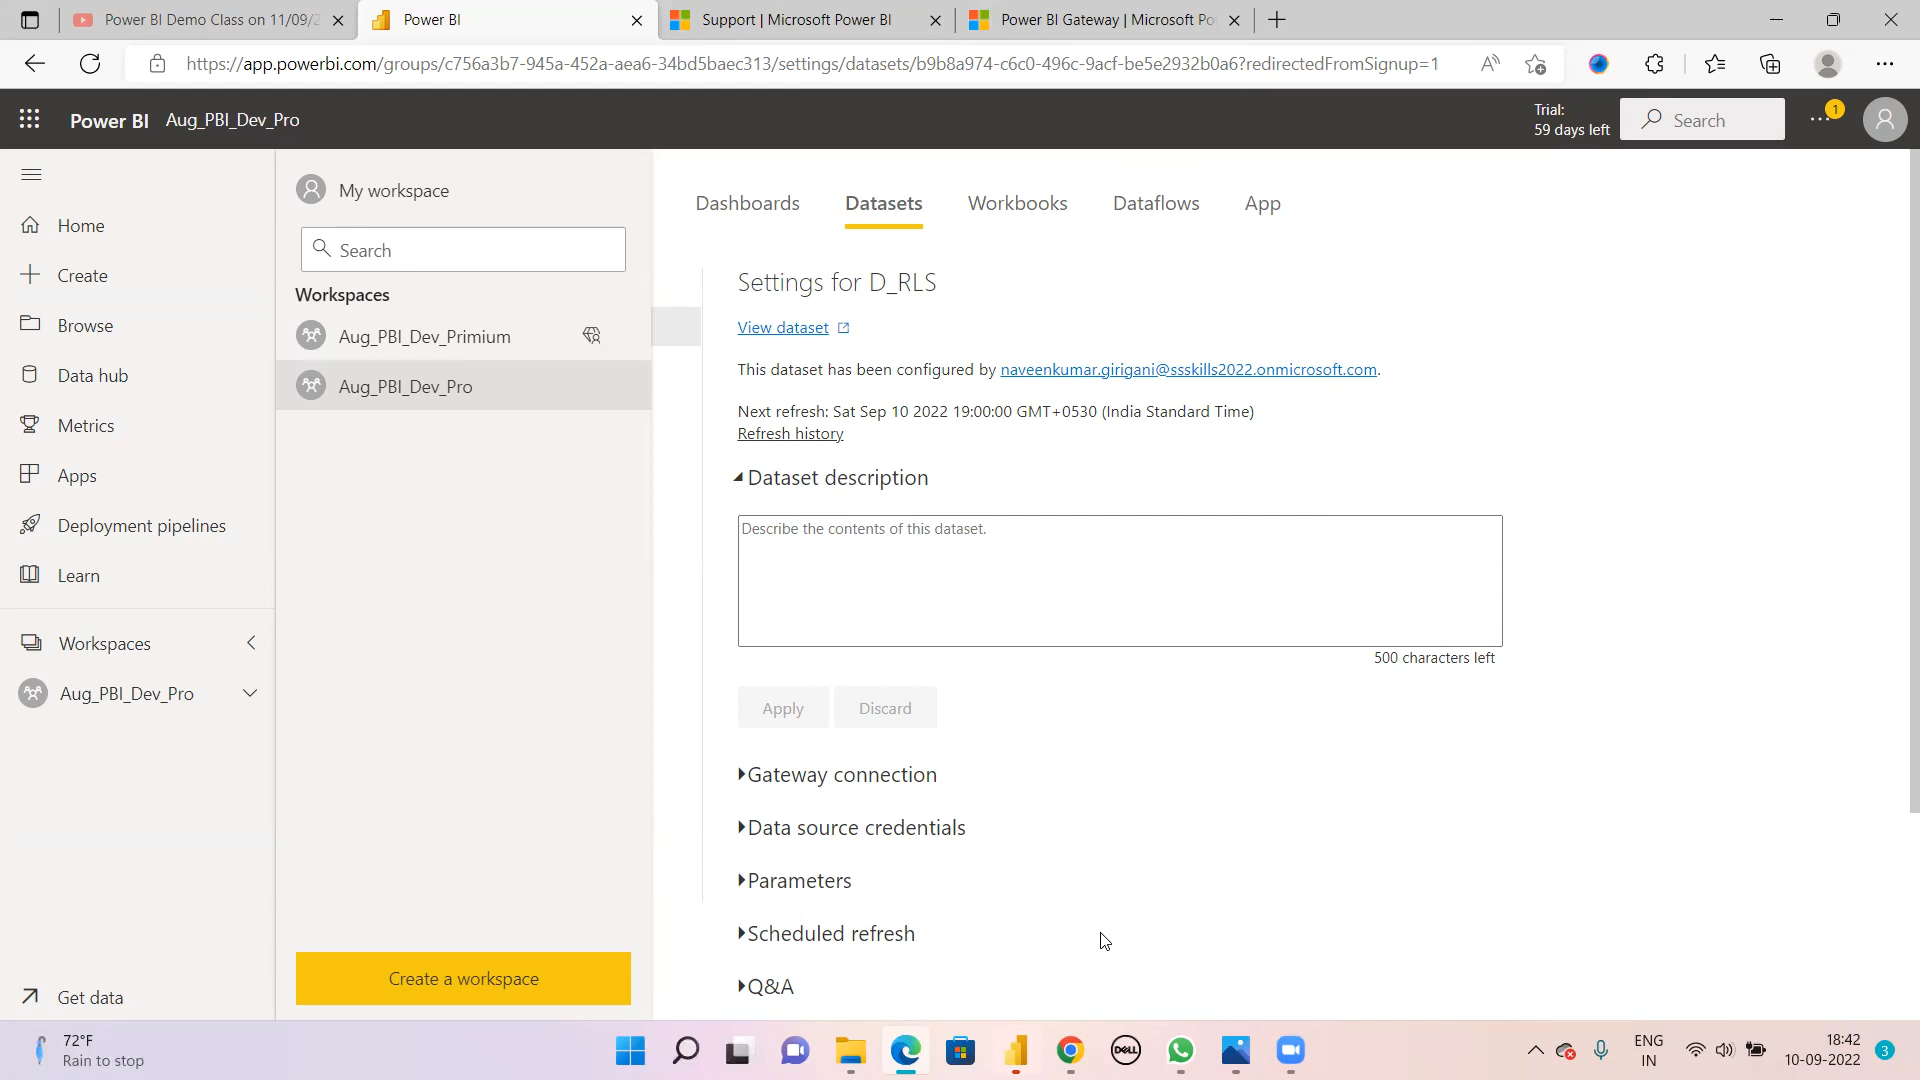 Power BI Demo Class on 11/09/2
Power BI
Support | Microsoft Power BI
Power BI Gateway | Microsoft Po
https://app.powerbi.com/groups/c756a3b7-945a-452a-aea6-34bd5baec313/settings/datasets/b9b8a974-c6c0-496c-9acf-be5e2932b0a6?redirectedFromSignup=1
Power BI Aug_PBI_Dev_Pro
Trial:
59 days left
Search
1
Home
Create
Browse
Data hub
Metrics
Apps
Deployment pipelines
Learn
Workspaces
Aug_PBI_Dev_Pro
Get data
My workspace
Search
Workspaces
Aug_PBI_Dev_Primium
Aug_PBI_Dev_Pro
Create a workspace
Dashboards Datasets Workbooks Dataflows App
Settings for D_RLS
View dataset
This dataset has been configured by naveenkumar.girigani@ssskills2022.onmicrosoft.com.
Next refresh: Sat Sep 10 2022 19:00:00 GMT+0530 (India Standard Time)
Refresh history
Dataset description
Describe the contents of this dataset.
500 characters left
Apply Discard
Gateway connection
Data source credentials
Parameters
Scheduled refresh
Q&A
72°F
Rain to stop
DELL
ENG
IN
18:42
10-09-2022
3